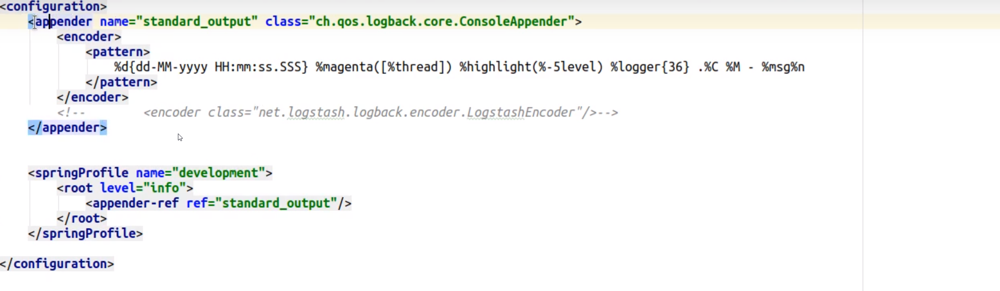 <configuration>
<appender name="standard_output" class="ch.qos.logback.core.ConsoleAppender">
<encoder>
<pattern>
%d{dd-MM-yyyy HH:mm:ss.SSS} %magenta([%thread]) %highlight(%-5level) %logger{36} .%C %M - %msg%n
</pattern>
</encoder>
<!-- <encoder class="net.logstash.logback.encoder.LogstashEncoder"/>-->
</appender>
<springProfile name="development">
<root level="info">
<appender-ref ref="standard_output"/>
</root>
</springProfile>
</configuration>